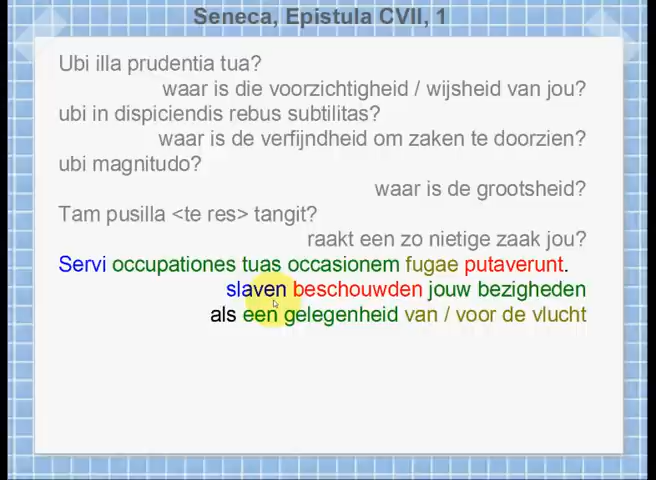 Seneca, Epistula CVII, 1
Ubi illa prudentia tua?
waar is die voorzichtigheid / wijsheid van jou?
ubi in dispiciendis rebus subtilitas?
waar is de verfijndheid om zaken te doorzien?
ubi magnitudo?
waar is de grootsheid?
Tam pusilla <te res> tangit?
raakt een zo nietige zaak jou?
Servi occupationes tuas occasionem fugae putaverunt.
slaven beschouwden jouw bezigheden
als een gelegenheid van / voor de vlucht